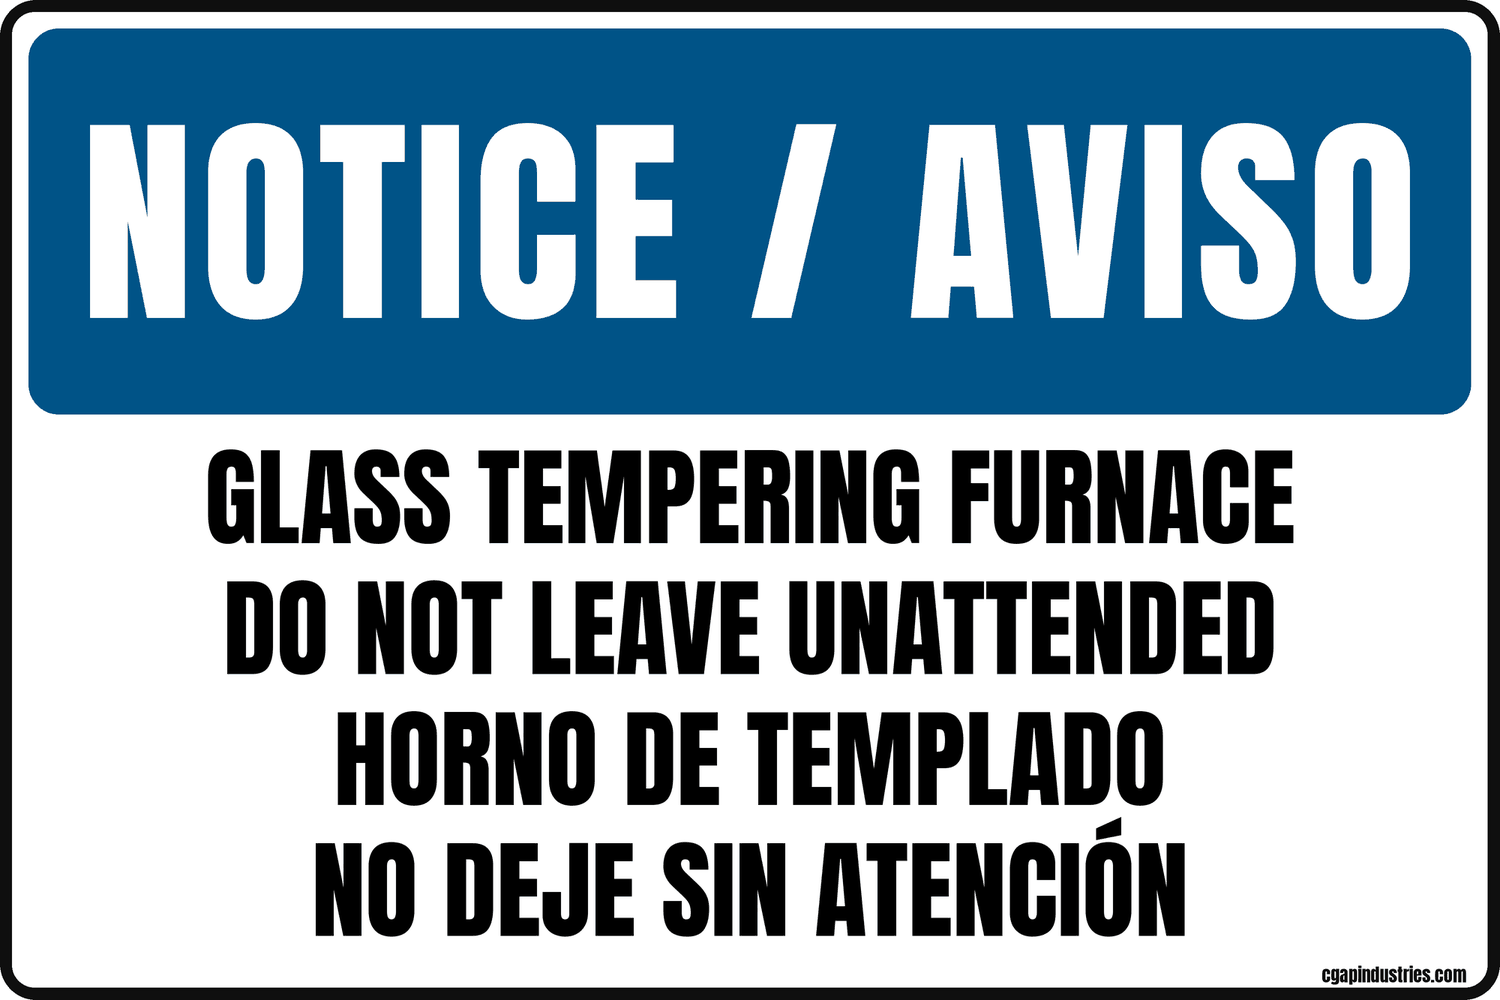 NOTICE / AVISO
GLASS TEMPERING FURNACE
DO NOT LEAVE UNATTENDED
HORNO DE TEMPLADO
NO DEJE SIN ATENCIÓN
cgapindustries.com